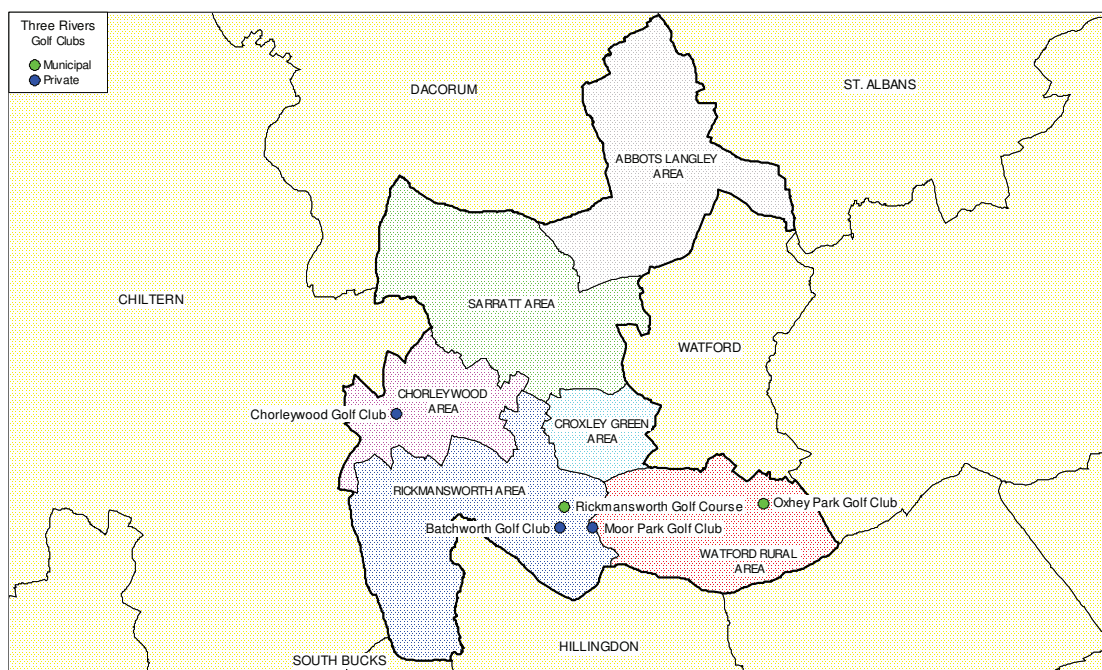 Three Rivers
Golf Clubs
Municipal
Private
DACORUM
ST. ALBANS
ABBOTS LANGLEY
AREA
CHILTERN
SARRATT AREA
WATFORD
CHORLEYWOOD
AREA
Chorleywood Golf Club
CROXLEY GREEN
AREA
RICKMANSWORTH AREA
Rickmansworth Golf Course
Oxhey Park Golf Club
Batchworth Golf Club
Moor Park Golf Club
WATFORD RURAL
AREA
HILLINGDON
SOUTH BUCKS